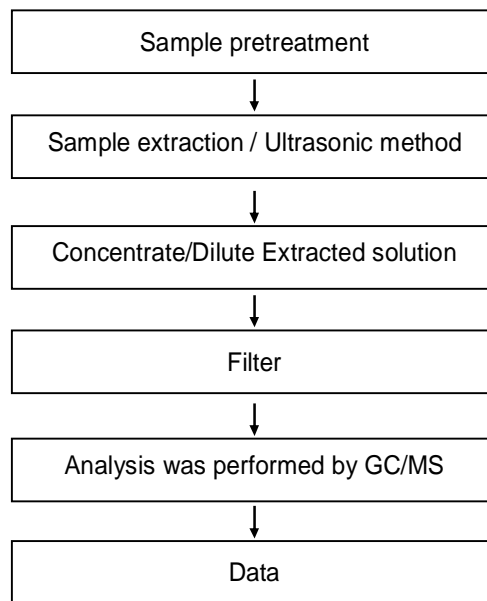 Sample pretreatment
Sample extraction / Ultrasonic method
Concentrate/Dilute Extracted solution
Filter
Analysis was performed by GC/MS
Data